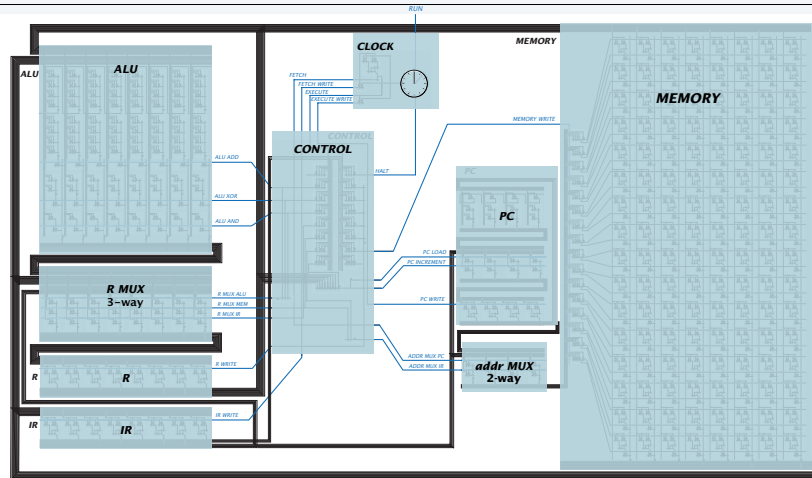 RUN
MEMORY
CLOCK
ALU
ALU
MEMORY
FETCH
FETCH WRITE
EXECUTE
EXECUTE WRITE
MEMORY WRITE
CONTROL
CONTROL
ALU ADD
HALT
PC
ALU XOR
PC
ALU AND
PC LOAD
PC INCREMENT
R MUX
3-way
R MUX ALU
R MUX MEM
R MUX IR
PC WRITE
ADDR MUX PC
ADDR MUX IR
addr MUX
2-way
R WRITE
R
R
IR WRITE
IR
IR